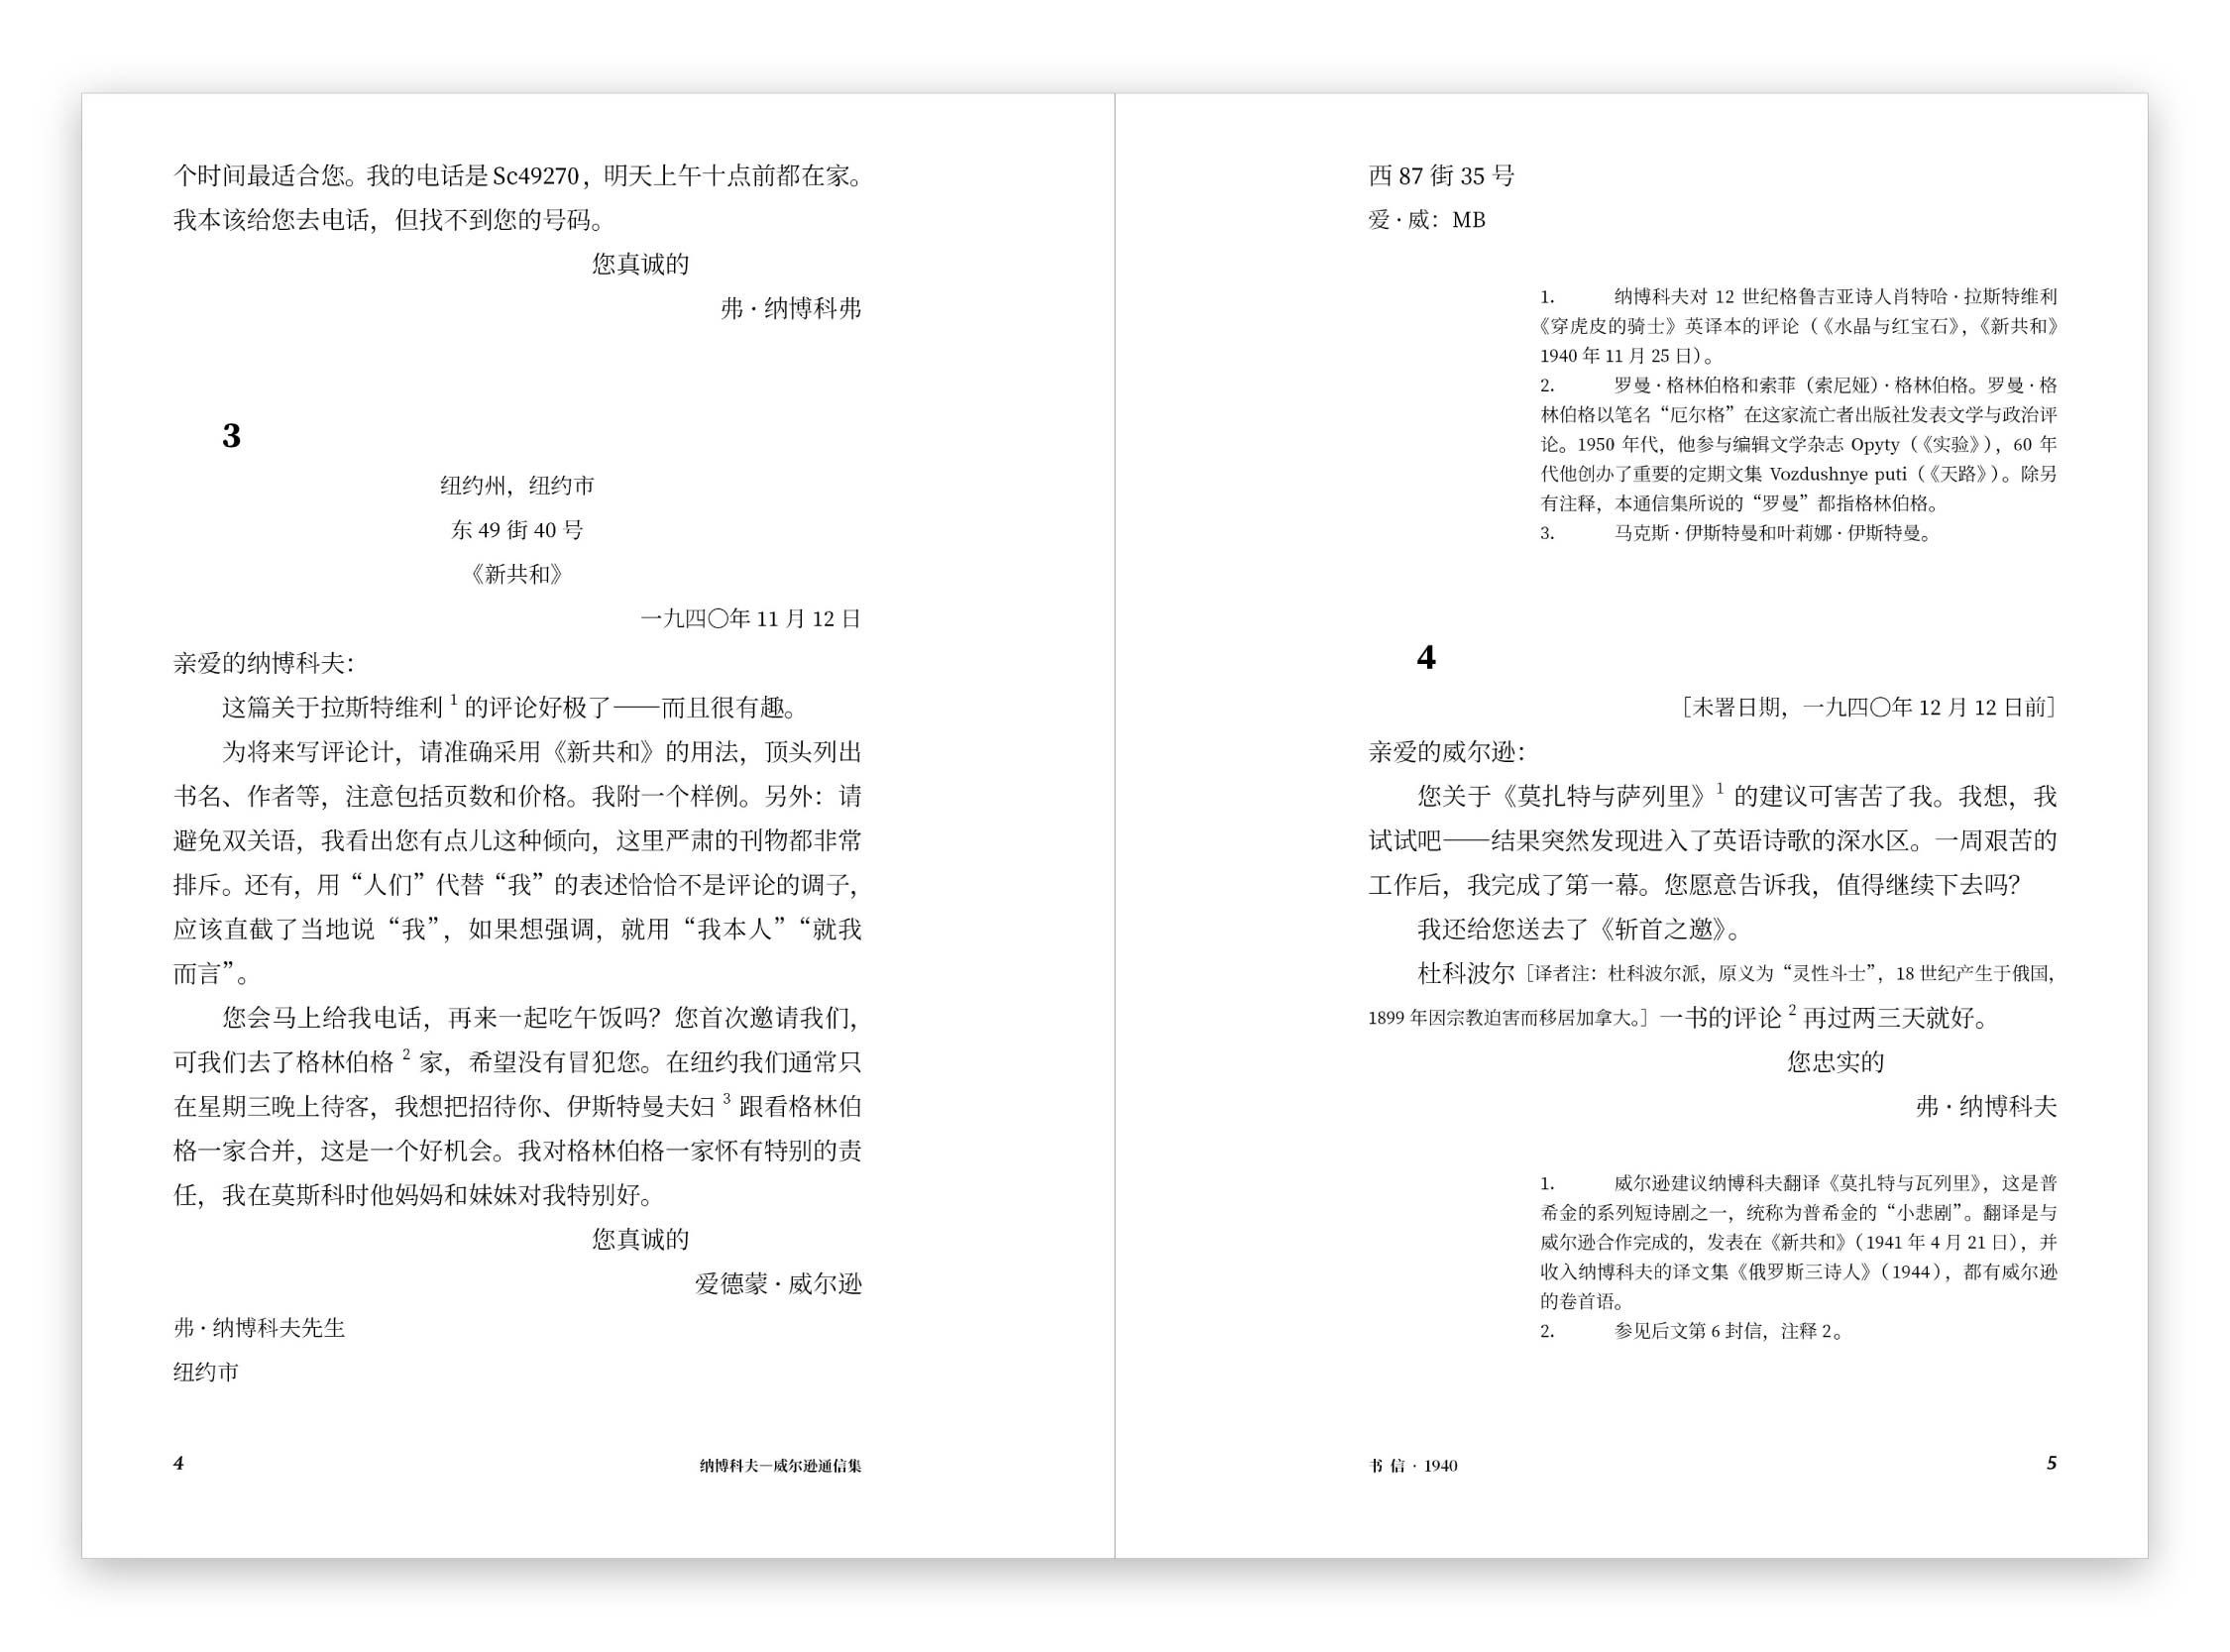 个时间最适合您。我的电话是Sc49270，明天上午十点前都在家。
我本该给您去电话，但找不到您的号码。
您真诚的
弗·纳博科弗
3
纽约州，纽约市
东 49 街 40 号
《新共和》
一九四〇年 11 月 12 日
亲爱的纳博科夫：
这篇关于拉斯特维利1的评论好极了——而且很有趣。
为将来写评论计，请准确采用《新共和》的用法，顶头列出
书名、作者等，注意包括页数和价格。我附一个样例。另外：请
避免双关语，我看出您有点儿这种倾向，这里严肃的刊物都非常
排斥。还有，用“人们”代替“我”的表述恰恰不是评论的调子，
应该直截了当地说“我”，如果想强调，就用“我本人”“就我
而言”。
您会马上给我电话，再来一起吃午饭吗？您首次邀请我们，
可我们去了格林伯格2家，希望没有冒犯您。在纽约我们通常只
在星期三晚上待客，我想把招待你、伊斯特曼夫妇3跟看格林伯
格一家合并，这是一个好机会。我对格林伯格一家怀有特别的责
任，我在莫斯科时他妈妈和妹妹对我特别好。
您真诚的
爱德蒙·威尔逊
弗·纳博科夫先生
纽约市
4
纳博科夫—威尔逊通信集
西 87 街 35 号
爱·威：MB
1. 纳博科夫对 12 世纪格鲁吉亚诗人肖特哈·拉斯特维利
《穿虎皮的骑士》英译本的评论（《水晶与红宝石》，《新共和》
1940 年 11 月 25 日）。
2. 罗曼·格林伯格和索菲（索尼娅）·格林伯格。罗曼·格
林伯格以笔名“厄尔格”在这家流亡者出版社发表文学与政治评
论。1950 年代，他参与编辑文学杂志 Opyty（《实验》），60 年
代他创办了重要的定期文集 Vozdushnye puti（《天路》）。除另
有注释，本通信集所说的“罗曼”都指格林伯格。
3. 马克斯·伊斯特曼和叶莉娜·伊斯特曼。
4
［未署日期，一九四〇年 12 月 12 日前］
亲爱的威尔逊：
您关于《莫扎特与萨列里》1的建议可害苦了我。我想，我
试试吧——结果突然发现进入了英语诗歌的深水区。一周艰苦的
工作后，我完成了第一幕。您愿意告诉我，值得继续下去吗？
我还给您送去了《斩首之邀》。
杜科波尔［译者注：杜科波尔派，原义为“灵性斗士”，18 世纪产生于俄国，
1899 年因宗教迫害而移居加拿大。］一书的评论2再过两三天就好。
您忠实的
弗·纳博科夫
1. 威尔逊建议纳博科夫翻译《莫扎特与瓦列里》，这是普
希金的系列短诗剧之一，统称为普希金的“小悲剧”。翻译是与
威尔逊合作完成的，发表在《新共和》（1941 年 4 月 21 日），并
收入纳博科夫的译文集《俄罗斯三诗人》（1944），都有威尔逊
的卷首语。
2. 参见后文第 6 封信，注释 2。
书 信 · 1940
5